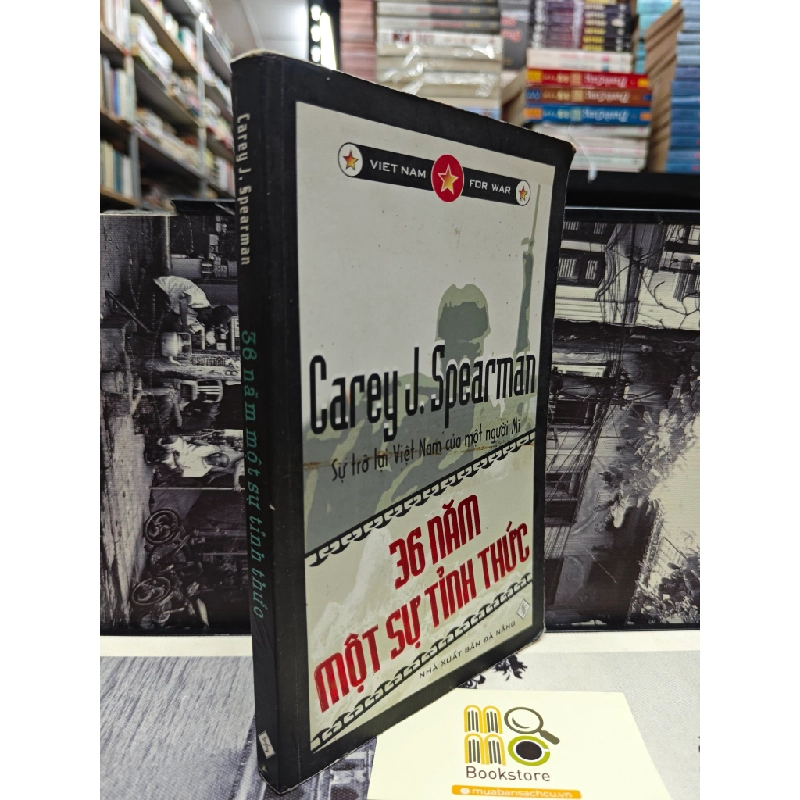 Carey J. Spearman
36 năm một sự tỉnh thức
VIET NAM FOR WAR
Carey J. Spearman
Sự trở lại Việt Nam của một người Mỹ
36 NĂM
MỘT SỰ TỈNH THỨC
NHÀ XUẤT BẢN ĐÀ NẴNG
Bookstore
muabansachcu.vn